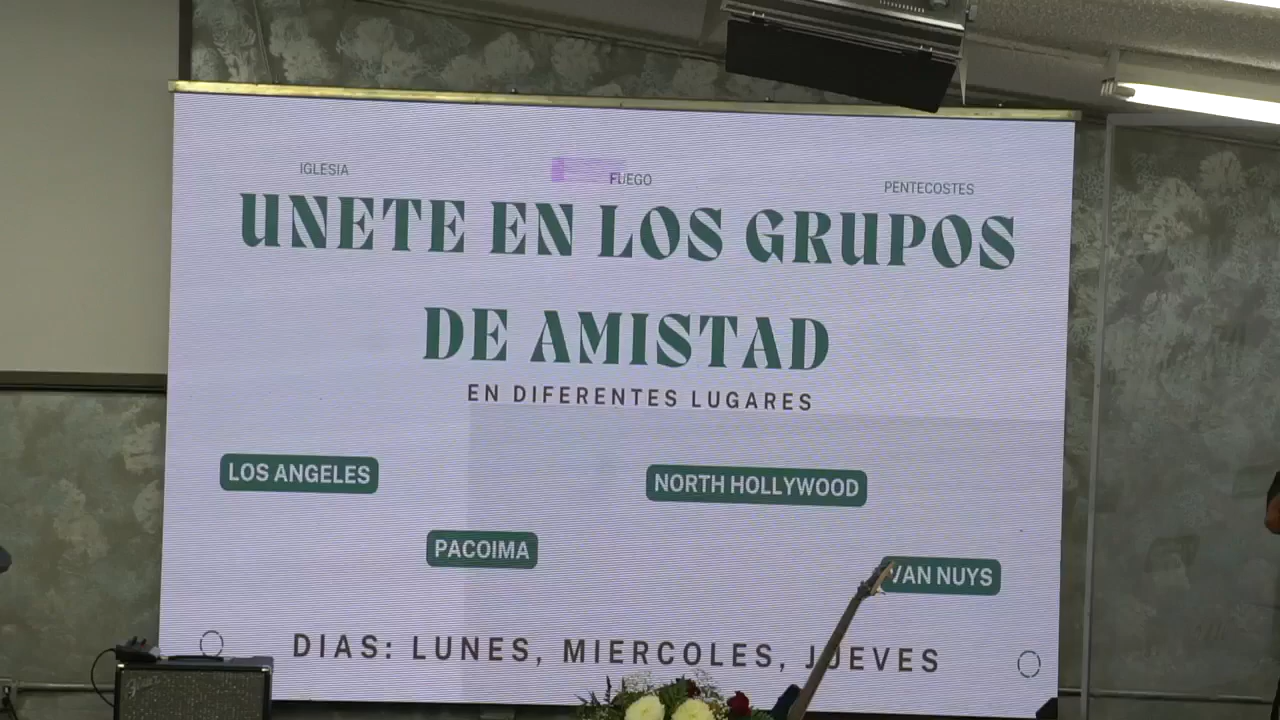 IGLESIA FUEGO PENTECOSTES
UNETE EN LOS GRUPOS
DE AMISTAD
EN DIFERENTES LUGARES
LOS ANGELES
NORTH HOLLYWOOD
PACOIMA
VAN NUYS
DIAS: LUNES, MIERCOLES, JUEVES